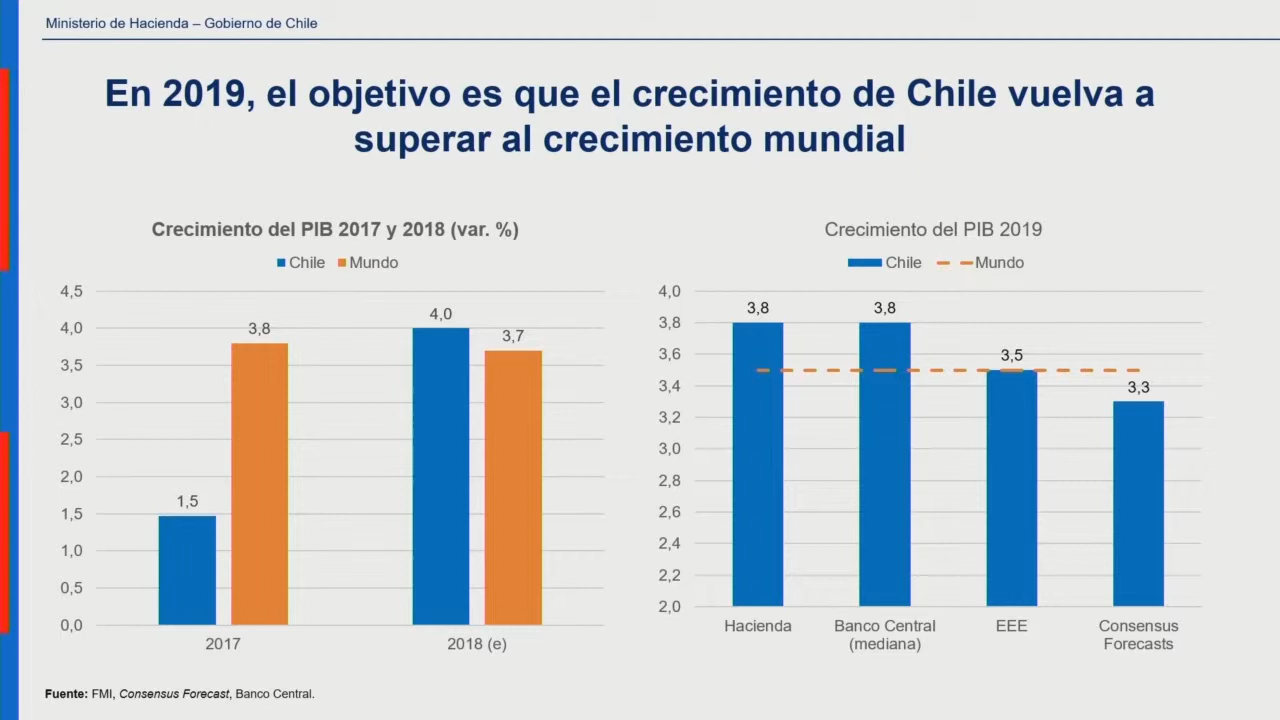 Ministerio de Hacienda – Gobierno de Chile
En 2019, el objetivo es que el crecimiento de Chile vuelva a
superar al crecimiento mundial
Crecimiento del PIB 2017 y 2018 (var. %)
Chile Mundo
4,5
4,0
3,5
3,0
2,5
2,0
1,5
1,0
0,5
0,0
1,5
3,8
4,0
3,7
2017
2018 (e)
Crecimiento del PIB 2019
Chile Mundo
4,0
3,8
3,6
3,4
3,2
3,0
2,8
2,6
2,4
2,2
2,0
3,8
3,8
3,5
3,3
Hacienda
Banco Central
(mediana)
EEE
Consensus
Forecasts
Fuente: FMI, Consensus Forecast, Banco Central.